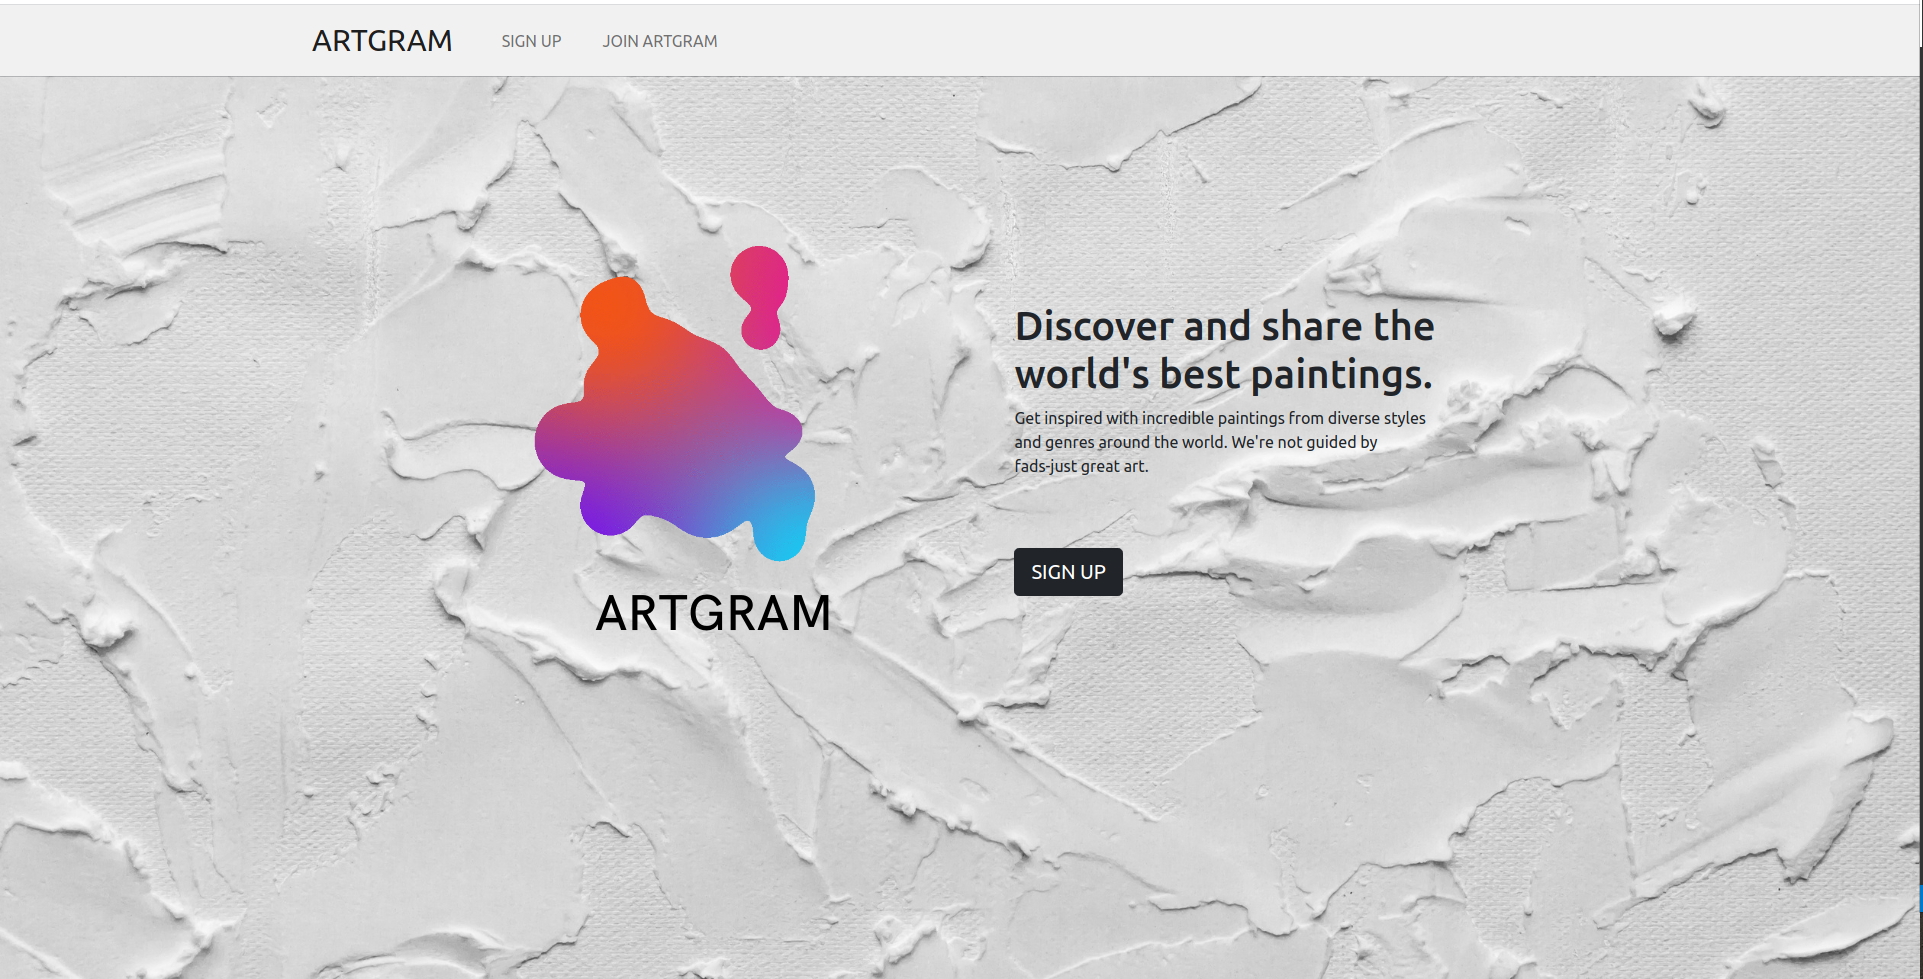 ARTGRAM SIGN UP JOIN ARTGRAM
ARTGRAM
Discover and share the
world's best paintings.
Get inspired with incredible paintings from diverse styles
and genres around the world. We're not guided by
fads-just great art.
SIGN UP